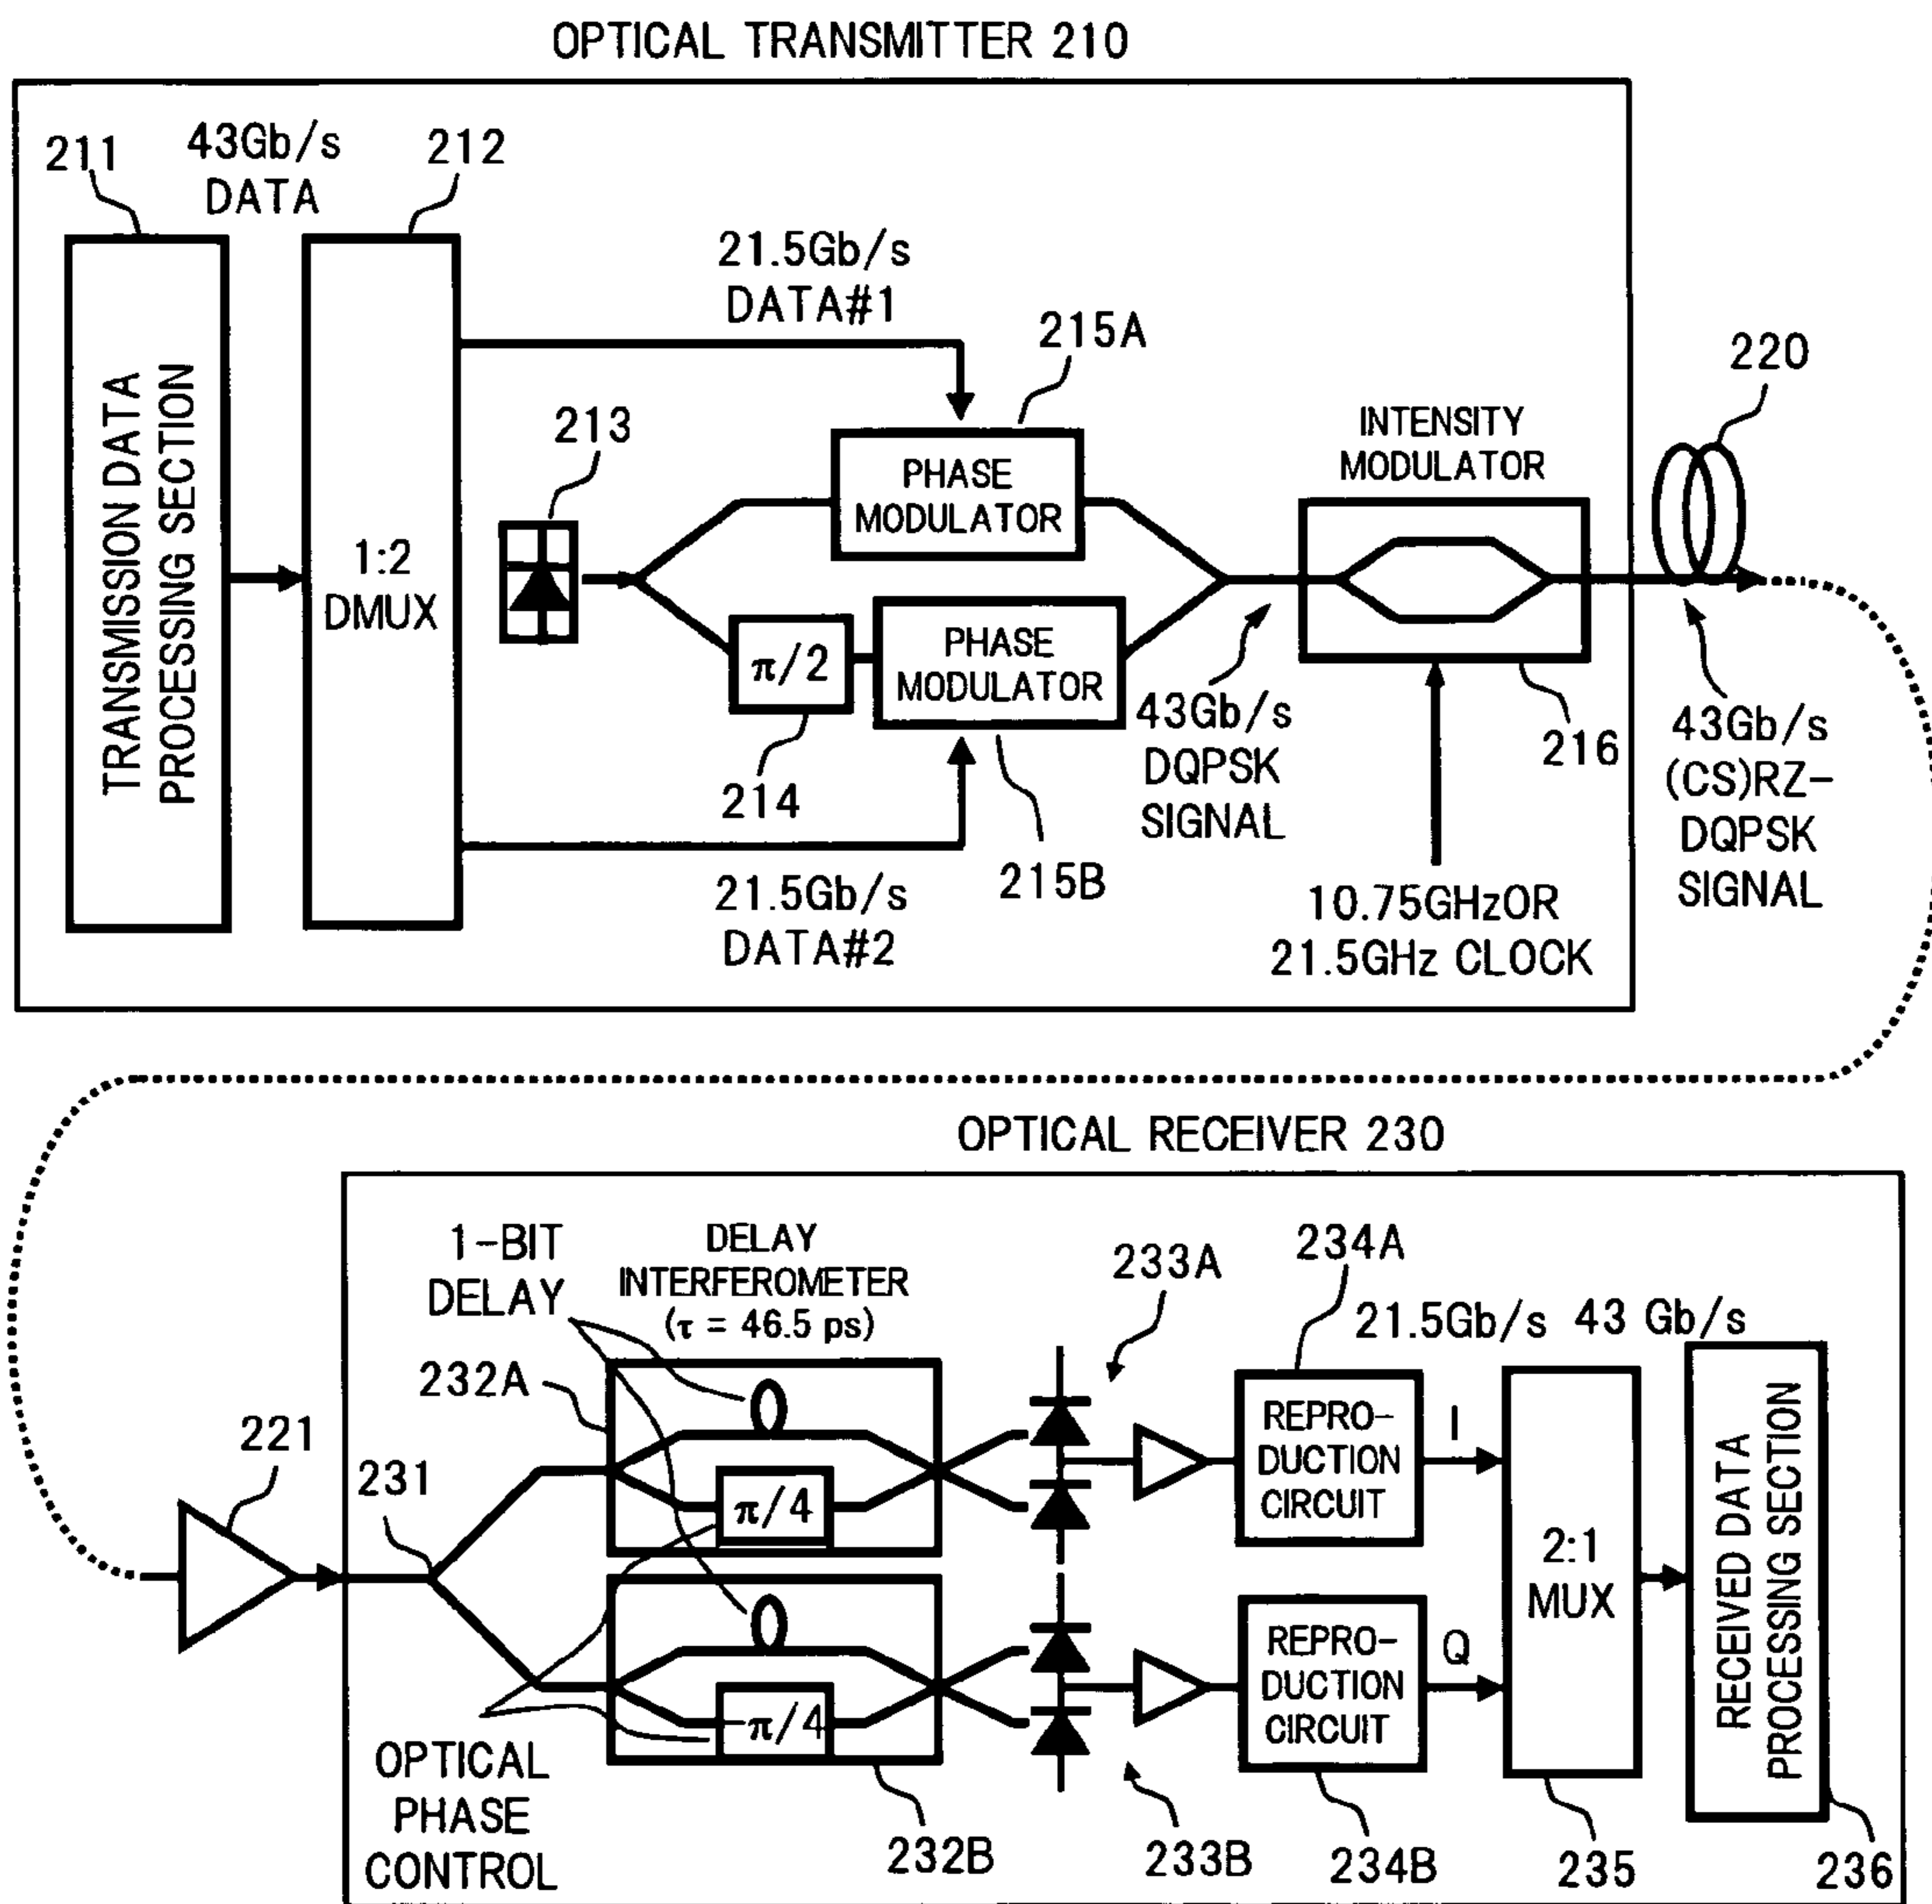 OPTICAL TRANSMITTER 210
211
43Gb/s
DATA
212
TRANSMISSION DATA
PROCESSING SECTION
1:2
DMUX
21.5Gb/s
DATA#1
213
215A
PHASE
MODULATOR
π/2
214
PHASE
MODULATOR
215B
21.5Gb/s
DATA#2
43Gb/s
DQPSK
SIGNAL
INTENSITY
MODULATOR
216
10.75GHzOR
21.5GHz CLOCK
220
43Gb/s
(CS)RZ-
DQPSK
SIGNAL
OPTICAL RECEIVER 230
221
231
1-BIT
DELAY
DELAY
INTERFEROMETER
(τ = 46.5 ps)
232A
π/4
-π/4
232B
OPTICAL
PHASE
CONTROL
233A
233B
234A
REPRO-
DUCTION
CIRCUIT
I
REPRO-
DUCTION
CIRCUIT
Q
234B
21.5Gb/s 43 Gb/s
2:1
MUX
235
RECEIVED DATA
PROCESSING SECTION
236